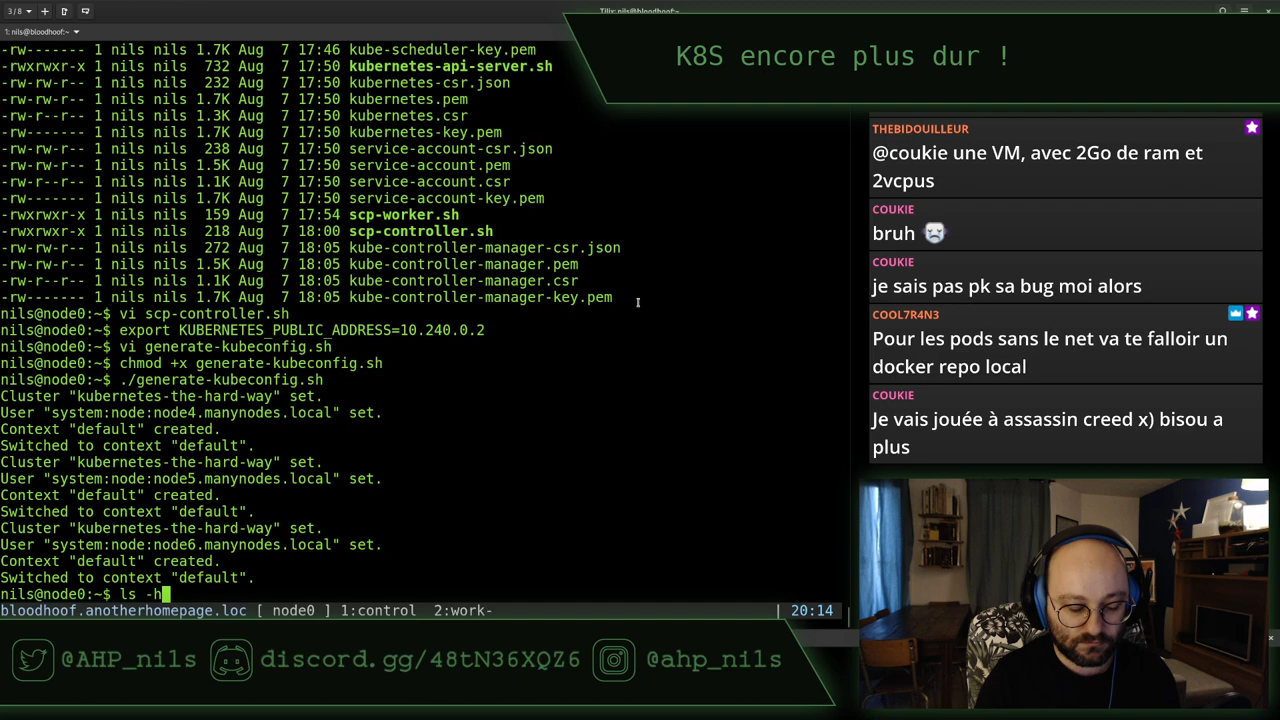 3/8
Tilix: nils@bloodhoof:~
1: nils@bloodhoof:~
K8S encore plus dur !
-rw------- 1 nils nils 1.7K Aug  7 17:46 kube-scheduler-key.pem
-rwxrwxr-x 1 nils nils  732 Aug  7 17:50 kubernetes-api-server.sh
-rw-rw-r-- 1 nils nils  232 Aug  7 17:50 kubernetes-csr.json
-rw-rw-r-- 1 nils nils 1.7K Aug  7 17:50 kubernetes.pem
-rw-r--r-- 1 nils nils 1.3K Aug  7 17:50 kubernetes.csr
-rw------- 1 nils nils 1.7K Aug  7 17:50 kubernetes-key.pem
-rw-rw-r-- 1 nils nils  238 Aug  7 17:50 service-account-csr.json
-rw-rw-r-- 1 nils nils 1.5K Aug  7 17:50 service-account.pem
-rw-r--r-- 1 nils nils 1.1K Aug  7 17:50 service-account.csr
-rw------- 1 nils nils 1.7K Aug  7 17:50 service-account-key.pem
-rwxrwxr-x 1 nils nils  159 Aug  7 17:54 scp-worker.sh
-rwxrwxr-x 1 nils nils  218 Aug  7 18:00 scp-controller.sh
-rw-rw-r-- 1 nils nils  272 Aug  7 18:05 kube-controller-manager-csr.json
-rw-rw-r-- 1 nils nils 1.5K Aug  7 18:05 kube-controller-manager.pem
-rw-r--r-- 1 nils nils 1.1K Aug  7 18:05 kube-controller-manager.csr
-rw------- 1 nils nils 1.7K Aug  7 18:05 kube-controller-manager-key.pem
nils@node0:~$ vi scp-controller.sh
nils@node0:~$ export KUBERNETES_PUBLIC_ADDRESS=10.240.0.2
nils@node0:~$ vi generate-kubeconfig.sh
nils@node0:~$ chmod +x generate-kubeconfig.sh
nils@node0:~$ ./generate-kubeconfig.sh
Cluster "kubernetes-the-hard-way" set.
User "system:node:node4.manynodes.local" set.
Context "default" created.
Switched to context "default".
Cluster "kubernetes-the-hard-way" set.
User "system:node:node5.manynodes.local" set.
Context "default" created.
Switched to context "default".
Cluster "kubernetes-the-hard-way" set.
User "system:node:node6.manynodes.local" set.
Context "default" created.
Switched to context "default".
nils@node0:~$ ls -h
bloodhoof.anotherhomepage.loc [ node0 ] 1:control  2:work- | 20:14
THEBIDOUILLEUR
@coukie une VM, avec 2Go de ram et
2vcpus
COUKIE
bruh
COUKIE
je sais pas pk sa bug moi alors
COOL7R4N3
Pour les pods sans le net va te falloir un
docker repo local
COUKIE
Je vais jouée à assassin creed x) bisou a
plus
@AHP_nils discord.gg/48tN36XQZ6 @ahp_nils